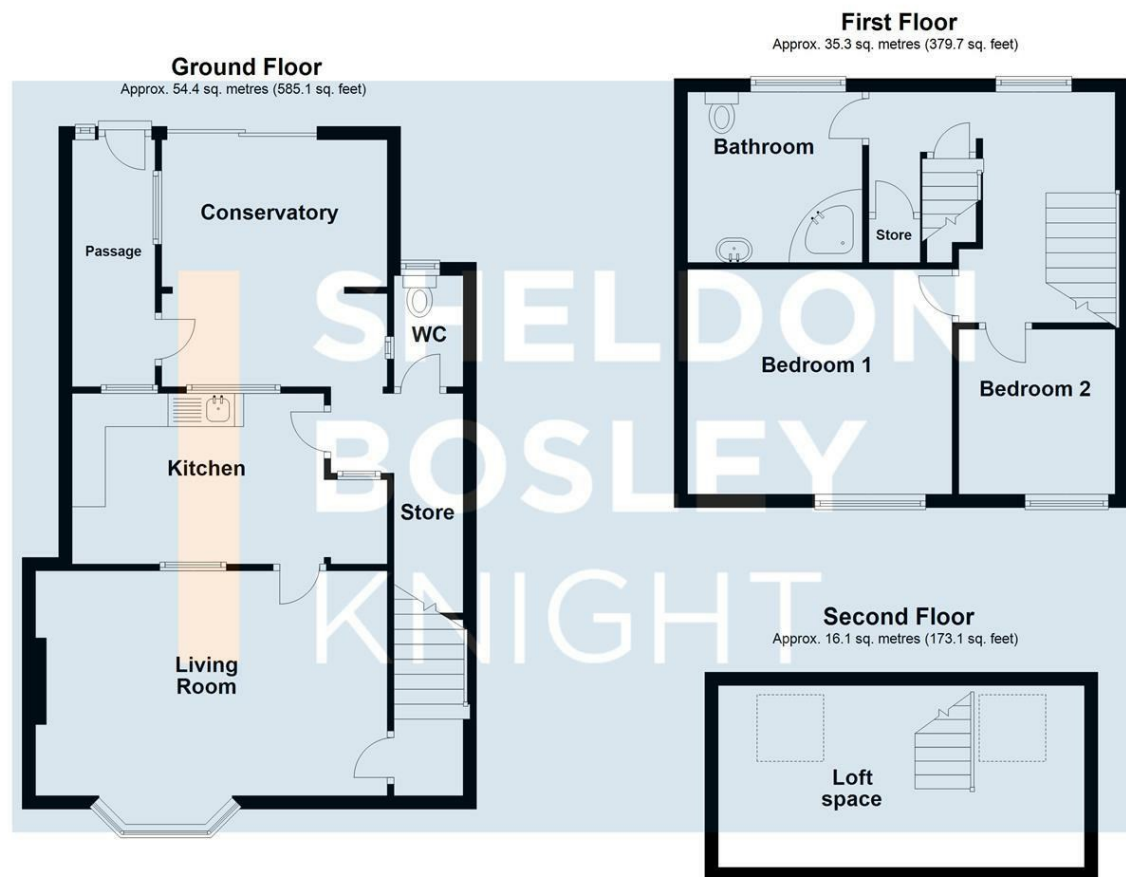 Ground Floor
Approx. 54.4 sq. metres (585.1 sq. feet)
Conservatory
Passage
WC
Kitchen
Store
Living
Room
First Floor
Approx. 35.3 sq. metres (379.7 sq. feet)
Bathroom
Store
Bedroom 1
Bedroom 2
Second Floor
Approx. 16.1 sq. metres (173.1 sq. feet)
Loft
space
SHELDON
BOSLEY
KNIGHT